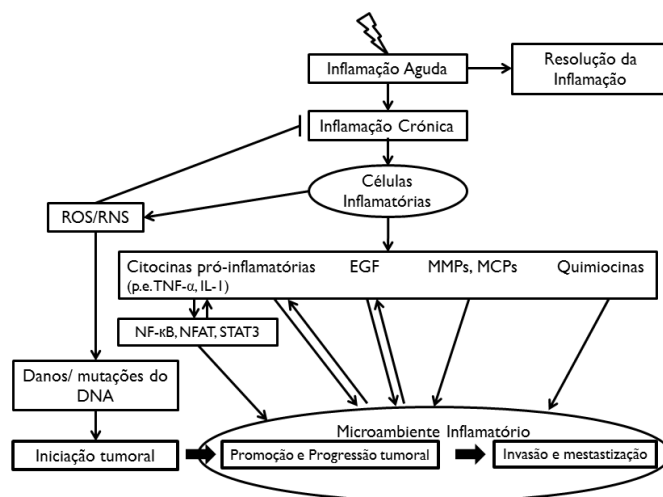 Inflamação Aguda
Resolução da
Inflamação
Inflamação Crónica
Células
Inflamatórias
ROS/RNS
Citocinas pró-inflamatórias EGF MMPs, MCPs Quimiocinas
(p.e. TNF-α, IL-1)
NF-κB, NFAT, STAT3
Danos/ mutações do
DNA
Microambiente Inflamatório
Iniciação tumoral
Promoção e Progressão tumoral
Invasão e mestastização